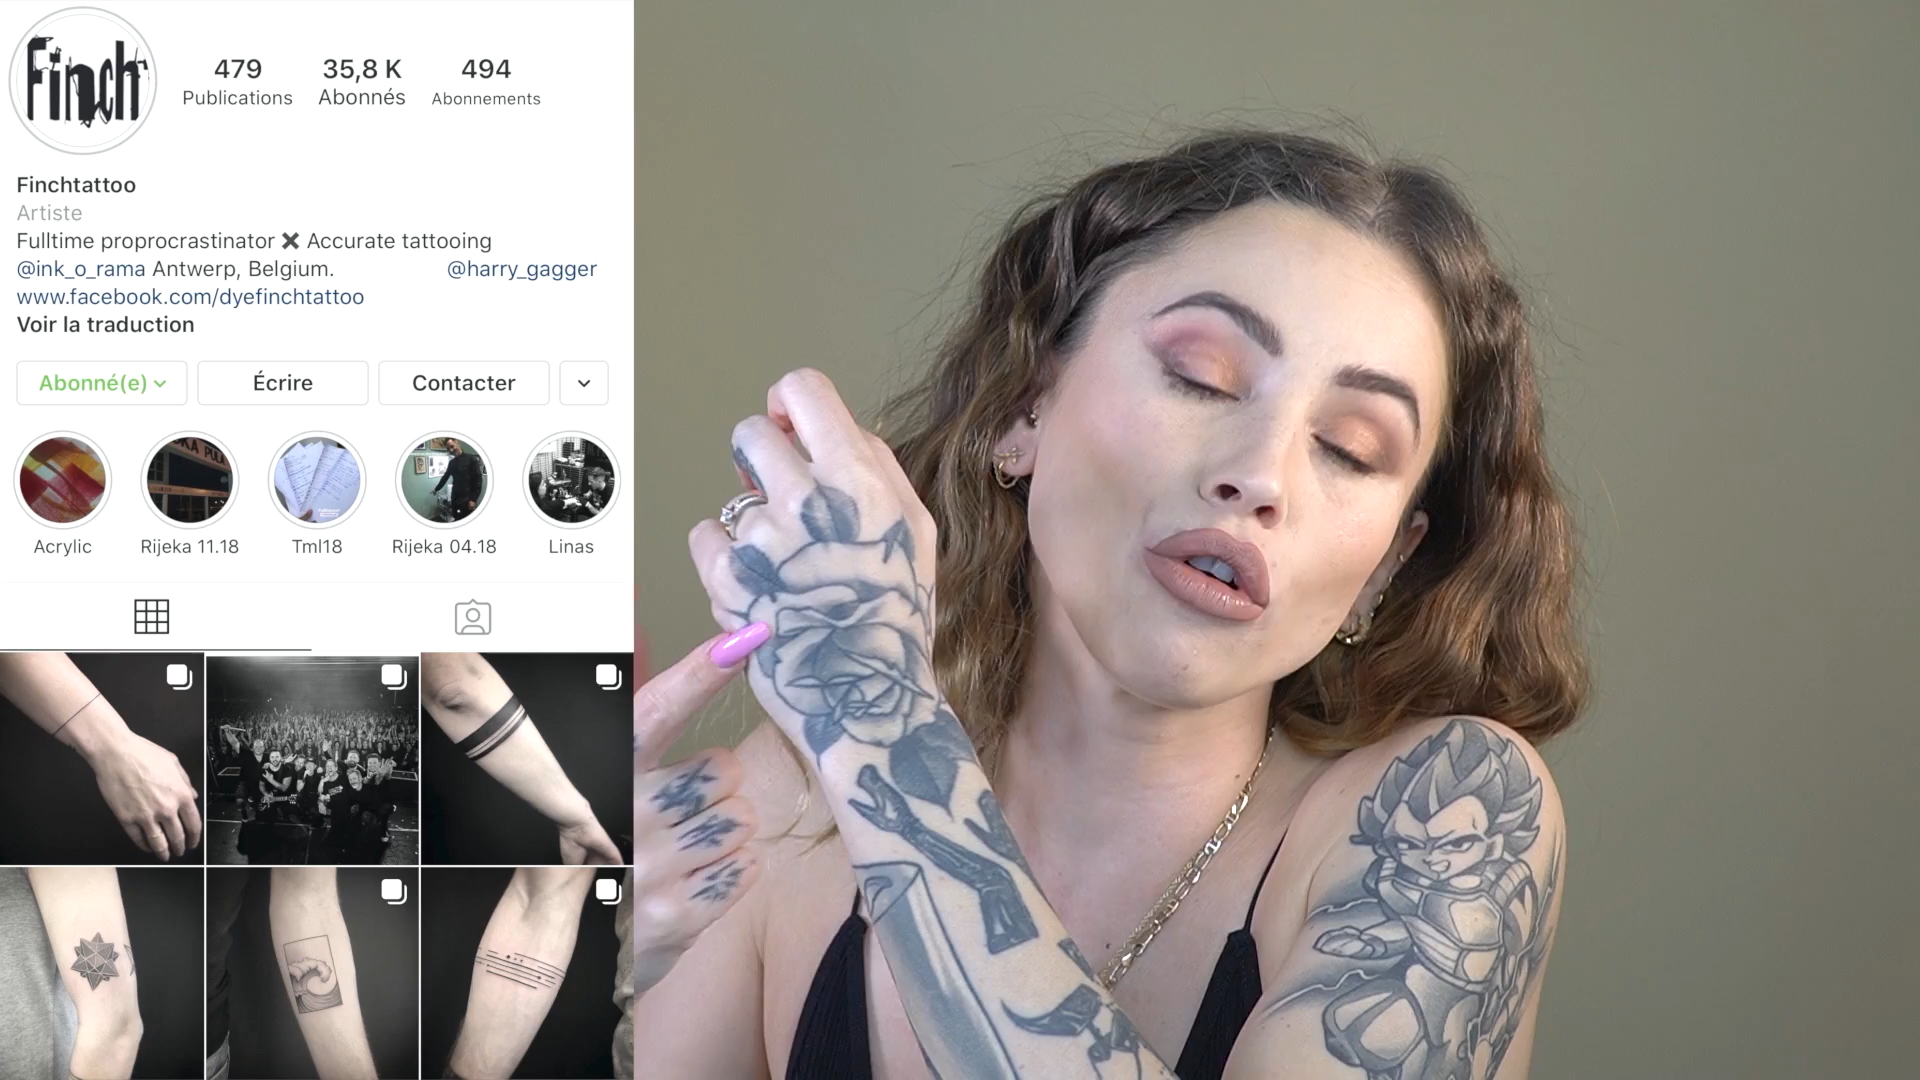 Finch
479
35,8 K
494
Publications
Abonnés
Abonnements
Finchtattoo
Artiste
Fulltime proprocrastinator ✖ Accurate tattooing
@ink_o_rama Antwerp, Belgium. @harry_gagger
www.facebook.com/dyefinchtattoo
Voir la traduction
Abonné(e)
Écrire
Contacter
Acrylic
Rijeka 11.18
Tml18
Rijeka 04.18
Linas